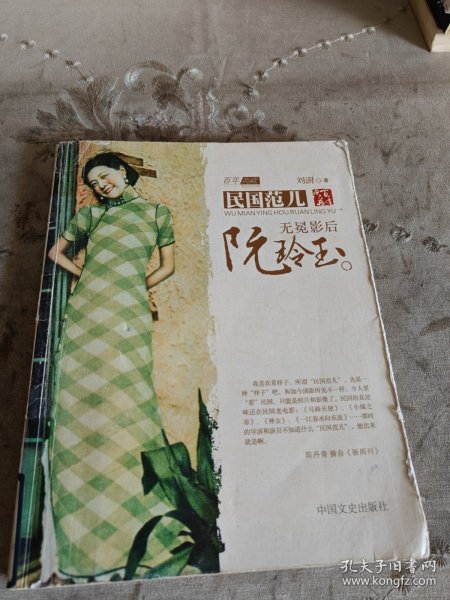 百年
刘澍 著
民国范儿
WU MIAN YING HOU RUAN LING YU
无冕影后
阮玲玉。
我喜欢看样子,所谓“民国范儿”,先是一
种“样子”吧,和如今满眼所见不一样。今人要
“看”民国,只能是照片和影像了。民国的真滋
味还在民国老电影:《马路天使》、《小城之
春》、《神女》、《一江春水向东流》……那时
的导演和演员不知道什么“民国范儿”,他出来
就是啊。
陈丹青 摘自《新周刊》
中国文史出版社
孔夫子旧书网
www.kongfz.com